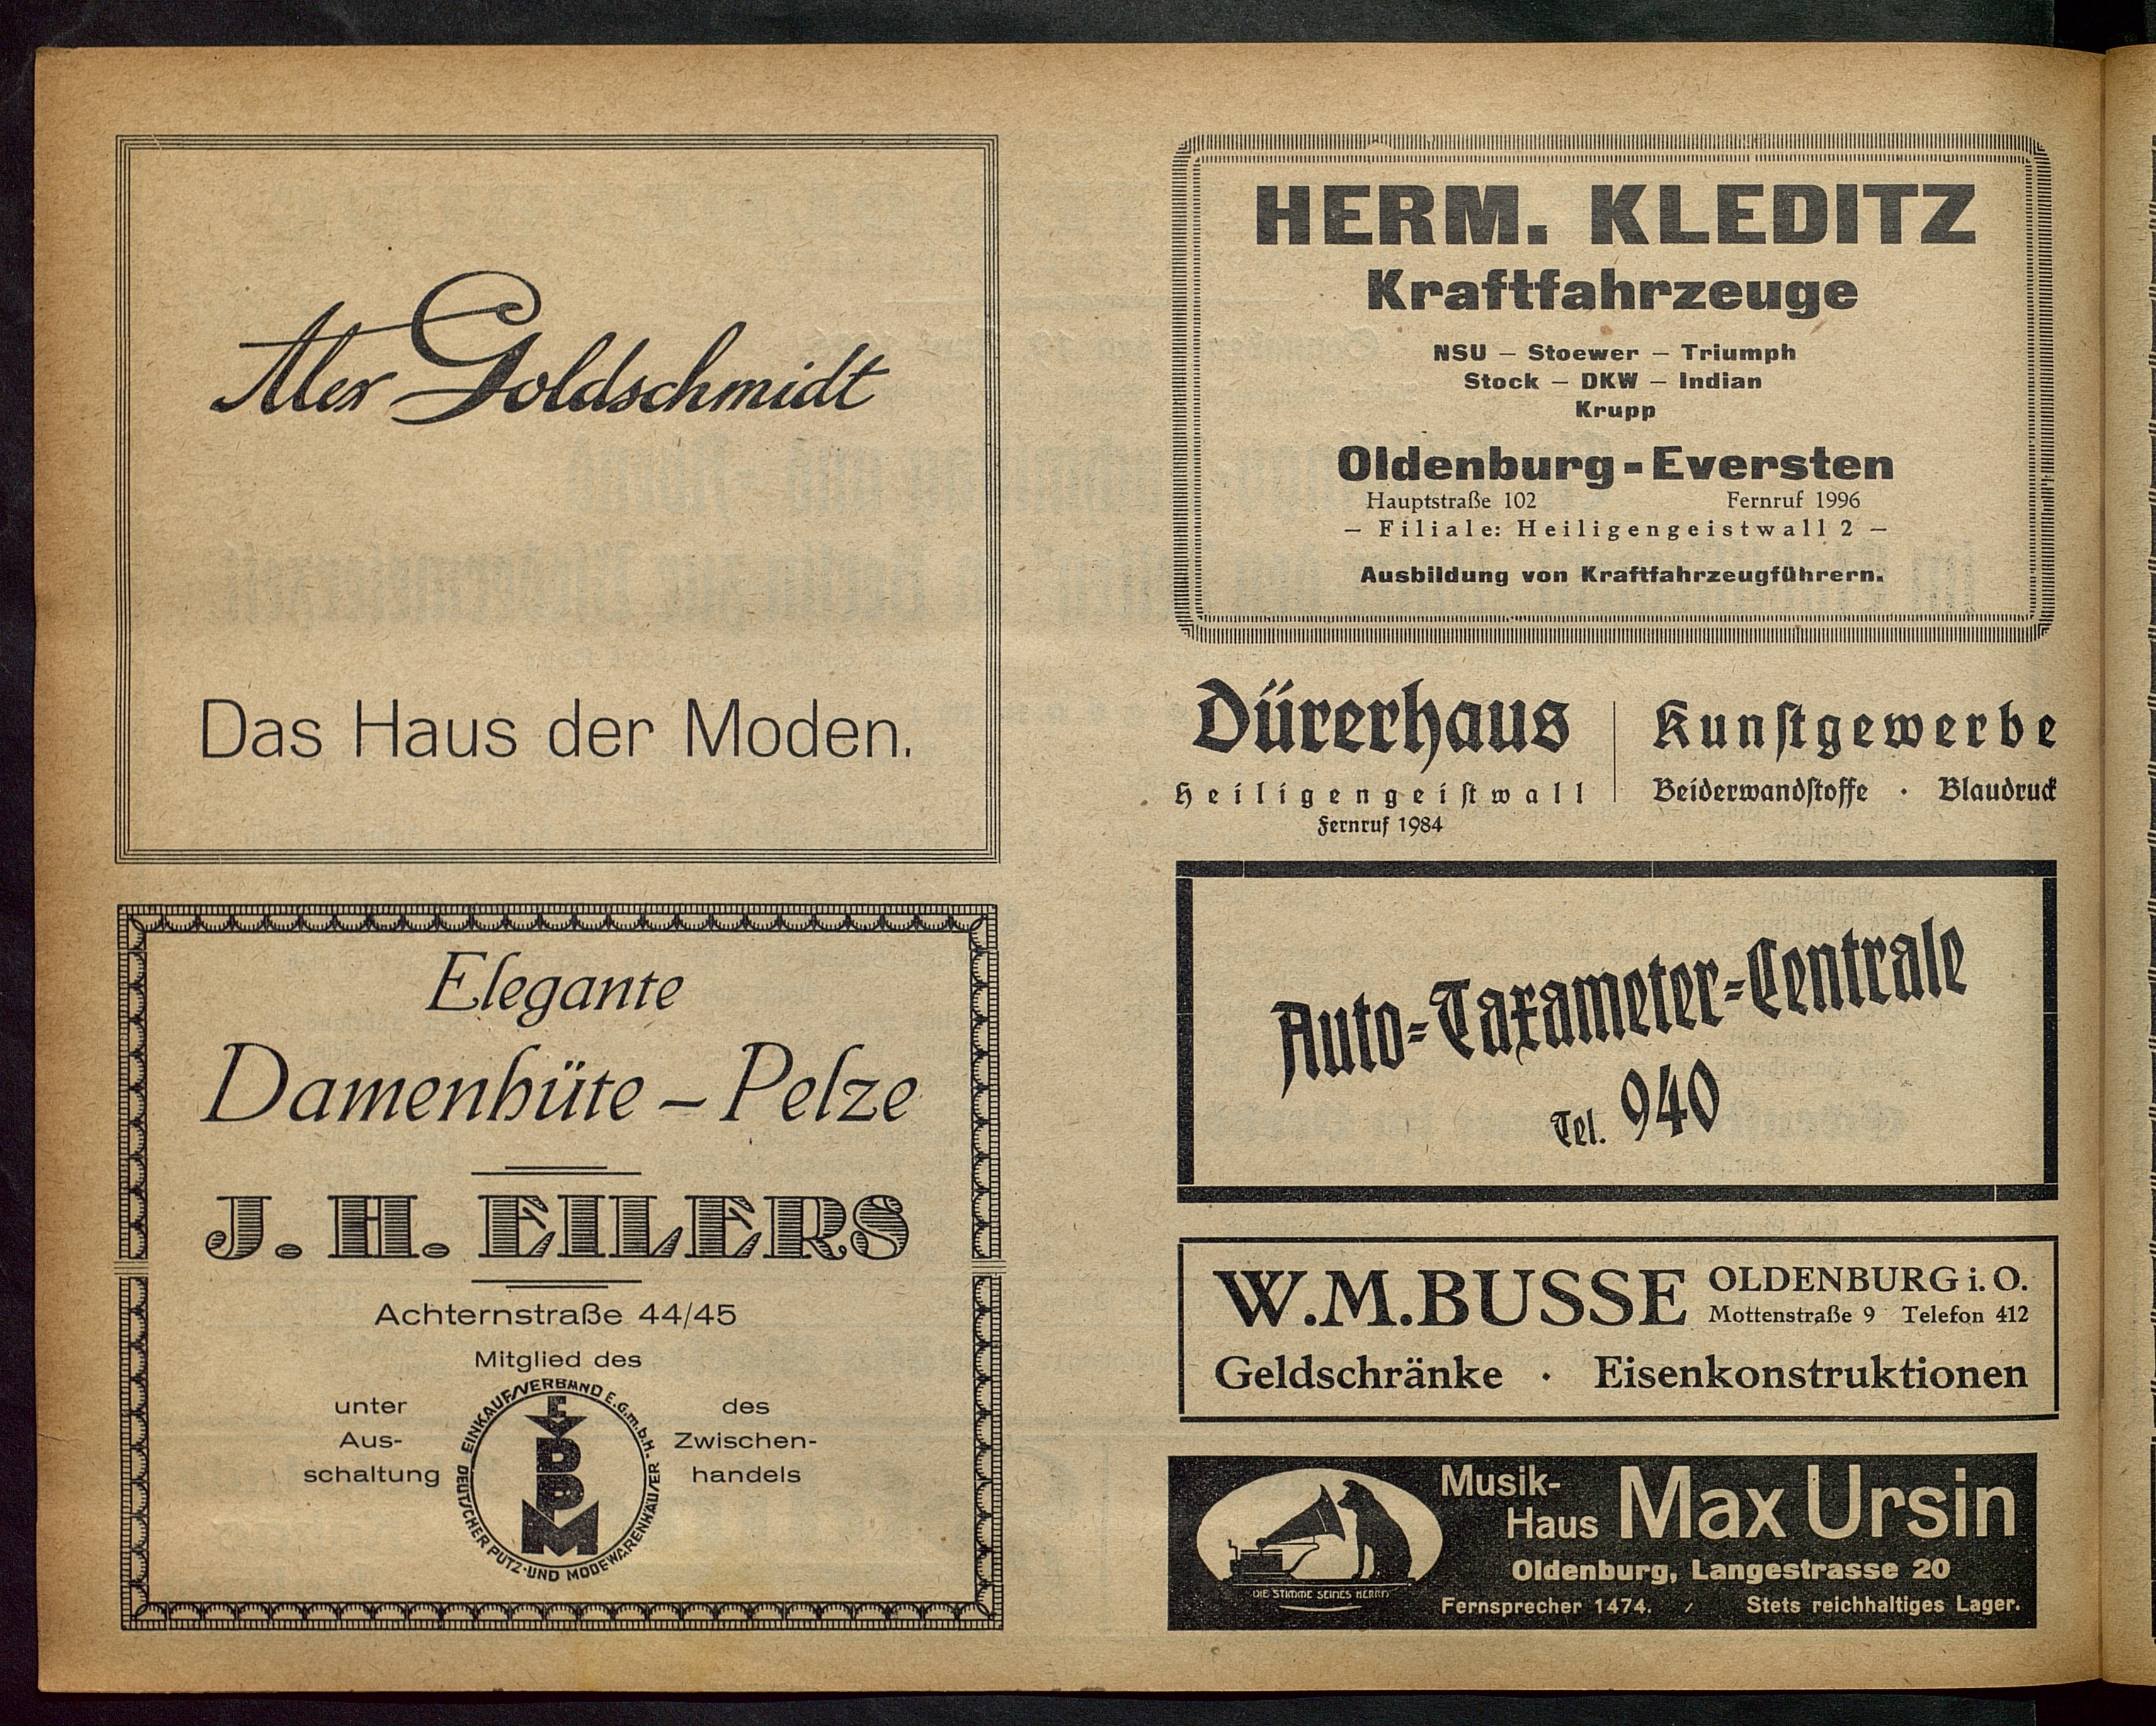 Alex Goldschmidt
Das Haus der Moden.
Elegante
Damenhüte – Pelze
J. H. EILERS
Achternstraße 44/45
Mitglied des
unter
Aus-
schaltung
EINKAUFSVERBAND E.G.m.b.H.
DEUTSCHER PUTZ-UND MODEWARENHÄUSER
EVDPM
des
Zwischen-
handels
HERM. KLEDITZ
Kraftfahrzeuge
NSU – Stoewer – Triumph
Stock – DKW – Indian
Krupp
Oldenburg-Eversten
Hauptstraße 102 Fernruf 1996
– Filiale: Heiligengeistwall 2 –
Ausbildung von Kraftfahrzeugführern.
Dürerhaus
Heiligengeistwall
Fernruf 1984
Kunstgewerbe
Beiderwandstoffe · Blaudruck
Auto-Taxameter-Centrale
Tel. 940
W.M.BUSSE OLDENBURG i. O.
Mottenstraße 9 Telefon 412
Geldschränke · Eisenkonstruktionen
DIE STIMME SEINES HERRN
Musik-
Haus Max Ursin
Oldenburg, Langestrasse 20
Fernsprecher 1474. / Stets reichhaltiges Lager.